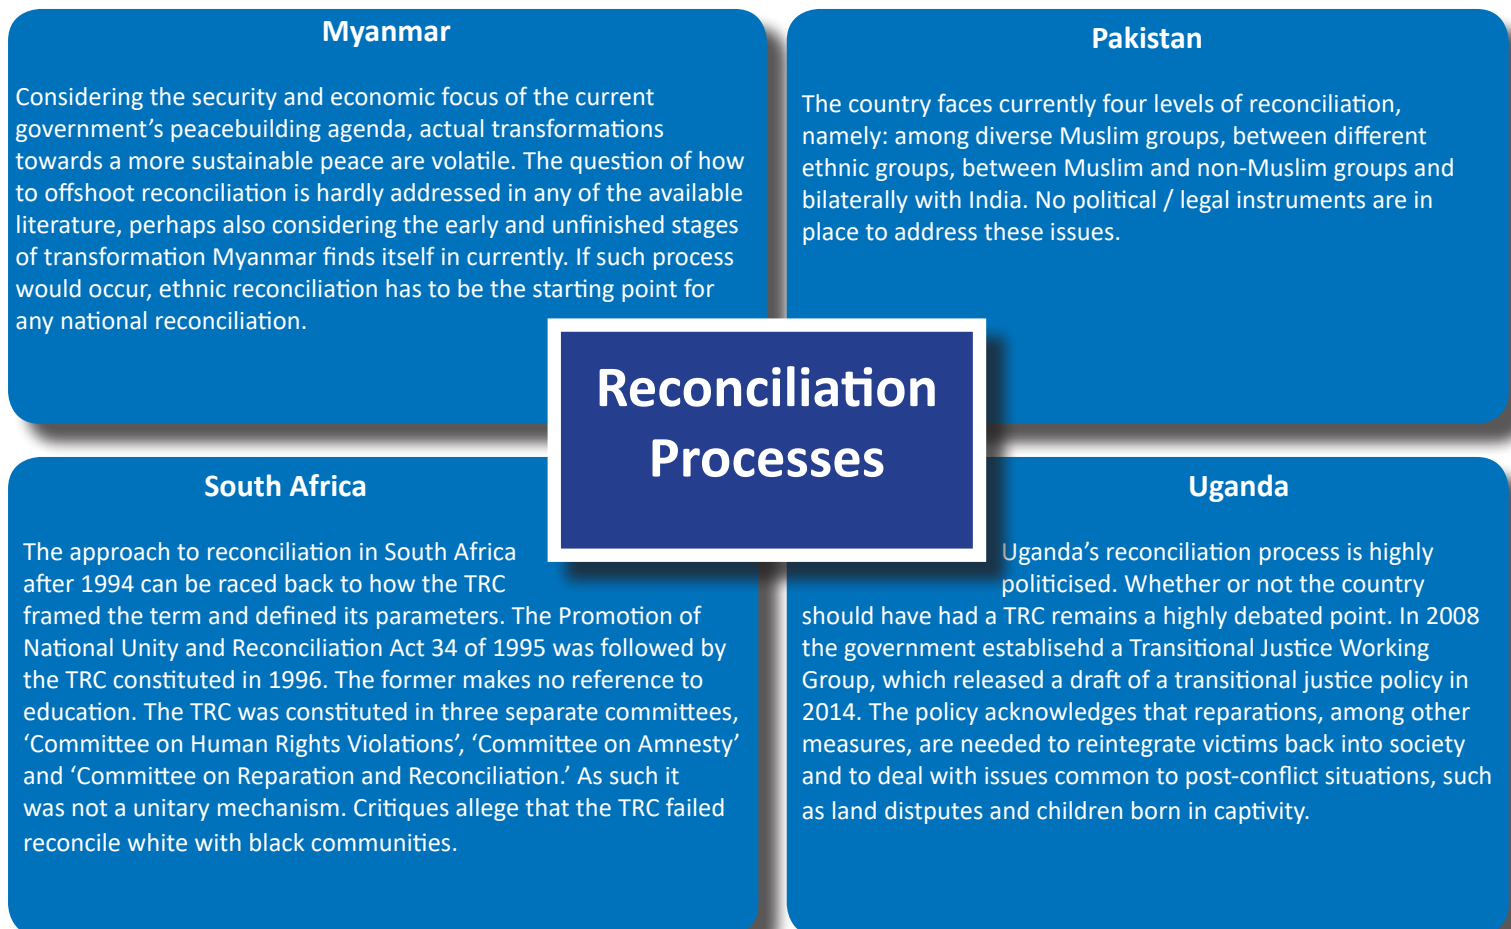 Myanmar
Considering the security and economic focus of the current
government’s peacebuilding agenda, actual transformations
towards a more sustainable peace are volatile. The question of how
to offshoot reconciliation is hardly addressed in any of the available
literature, perhaps also considering the early and unfinished stages
of transformation Myanmar finds itself in currently. If such process
would occur, ethnic reconciliation has to be the starting point for
any national reconciliation.
Pakistan
The country faces currently four levels of reconciliation,
namely: among diverse Muslim groups, between different
ethnic groups, between Muslim and non-Muslim groups and
bilaterally with India. No political / legal instruments are in
place to address these issues.
Reconciliation
Processes
South Africa
The approach to reconciliation in South Africa
after 1994 can be raced back to how the TRC
framed the term and defined its parameters. The Promotion of
National Unity and Reconciliation Act 34 of 1995 was followed by
the TRC constituted in 1996. The former makes no reference to
education. The TRC was constituted in three separate committees,
‘Committee on Human Rights Violations’, ‘Committee on Amnesty’
and ‘Committee on Reparation and Reconciliation.’ As such it
was not a unitary mechanism. Critiques allege that the TRC failed
reconcile white with black communities.
Uganda
Uganda’s reconciliation process is highly
politicised. Whether or not the country
should have had a TRC remains a highly debated point. In 2008
the government establisehd a Transitional Justice Working
Group, which released a draft of a transitional justice policy in
2014. The policy acknowledges that reparations, among other
measures, are needed to reintegrate victims back into society
and to deal with issues common to post-conflict situations, such
as land distputes and children born in captivity.